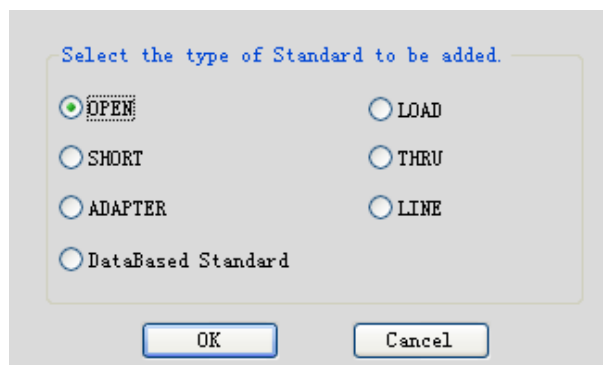 Select the type of Standard to be added.
OPEN LOAD
SHORT THRU
ADAPTER LINE
DataBased Standard
OK Cancel